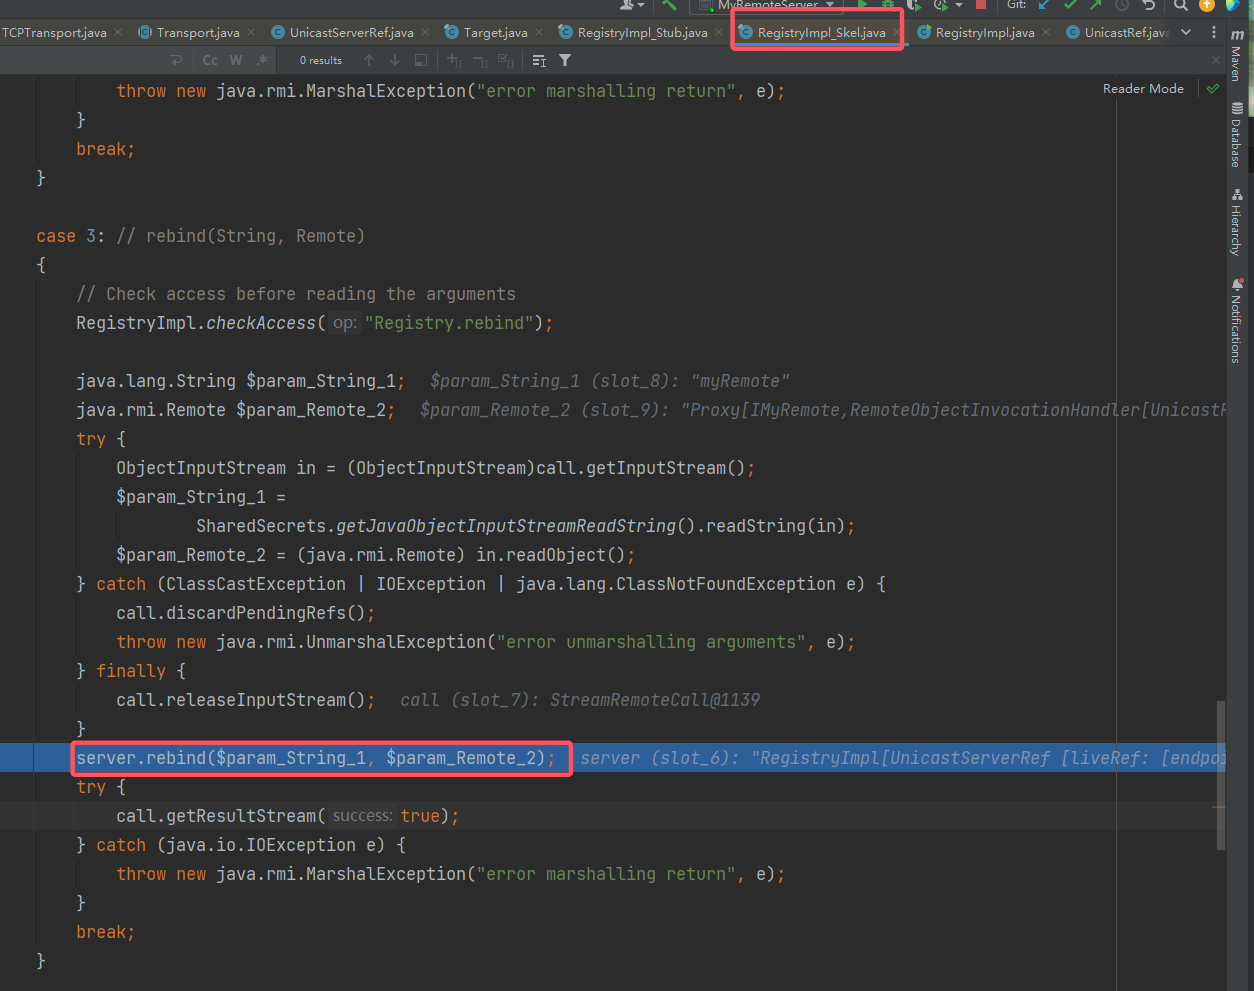 MyRemoteServer Git:
TCPTransport.java Transport.java UnicastServerRef.java Target.java RegistryImpl_Stub.java RegistryImpl_Skel.java RegistryImpl.java UnicastRef.java
Cc W .* 0 results
Reader Mode
throw new java.rmi.MarshalException("error marshalling return", e);
}
break;
}
case 3: // rebind(String, Remote)
{
// Check access before reading the arguments
RegistryImpl.checkAccess( op: "Registry.rebind");
java.lang.String $param_String_1; $param_String_1 (slot_8): "myRemote"
java.rmi.Remote $param_Remote_2; $param_Remote_2 (slot_9): "Proxy[IMyRemote,RemoteObjectInvocationHandler[UnicastR
try {
ObjectInputStream in = (ObjectInputStream)call.getInputStream();
$param_String_1 =
SharedSecrets.getJavaObjectInputStreamReadString().readString(in);
$param_Remote_2 = (java.rmi.Remote) in.readObject();
} catch (ClassCastException | IOException | java.lang.ClassNotFoundException e) {
call.discardPendingRefs();
throw new java.rmi.UnmarshalException("error unmarshalling arguments", e);
} finally {
call.releaseInputStream(); call (slot_7): StreamRemoteCall@1139
}
server.rebind($param_String_1, $param_Remote_2); server (slot_6): "RegistryImpl[UnicastServerRef [liveRef: [endpoi
try {
call.getResultStream( success: true);
} catch (java.io.IOException e) {
throw new java.rmi.MarshalException("error marshalling return", e);
}
break;
}
m
Maven
Database
Hierarchy
Notifications